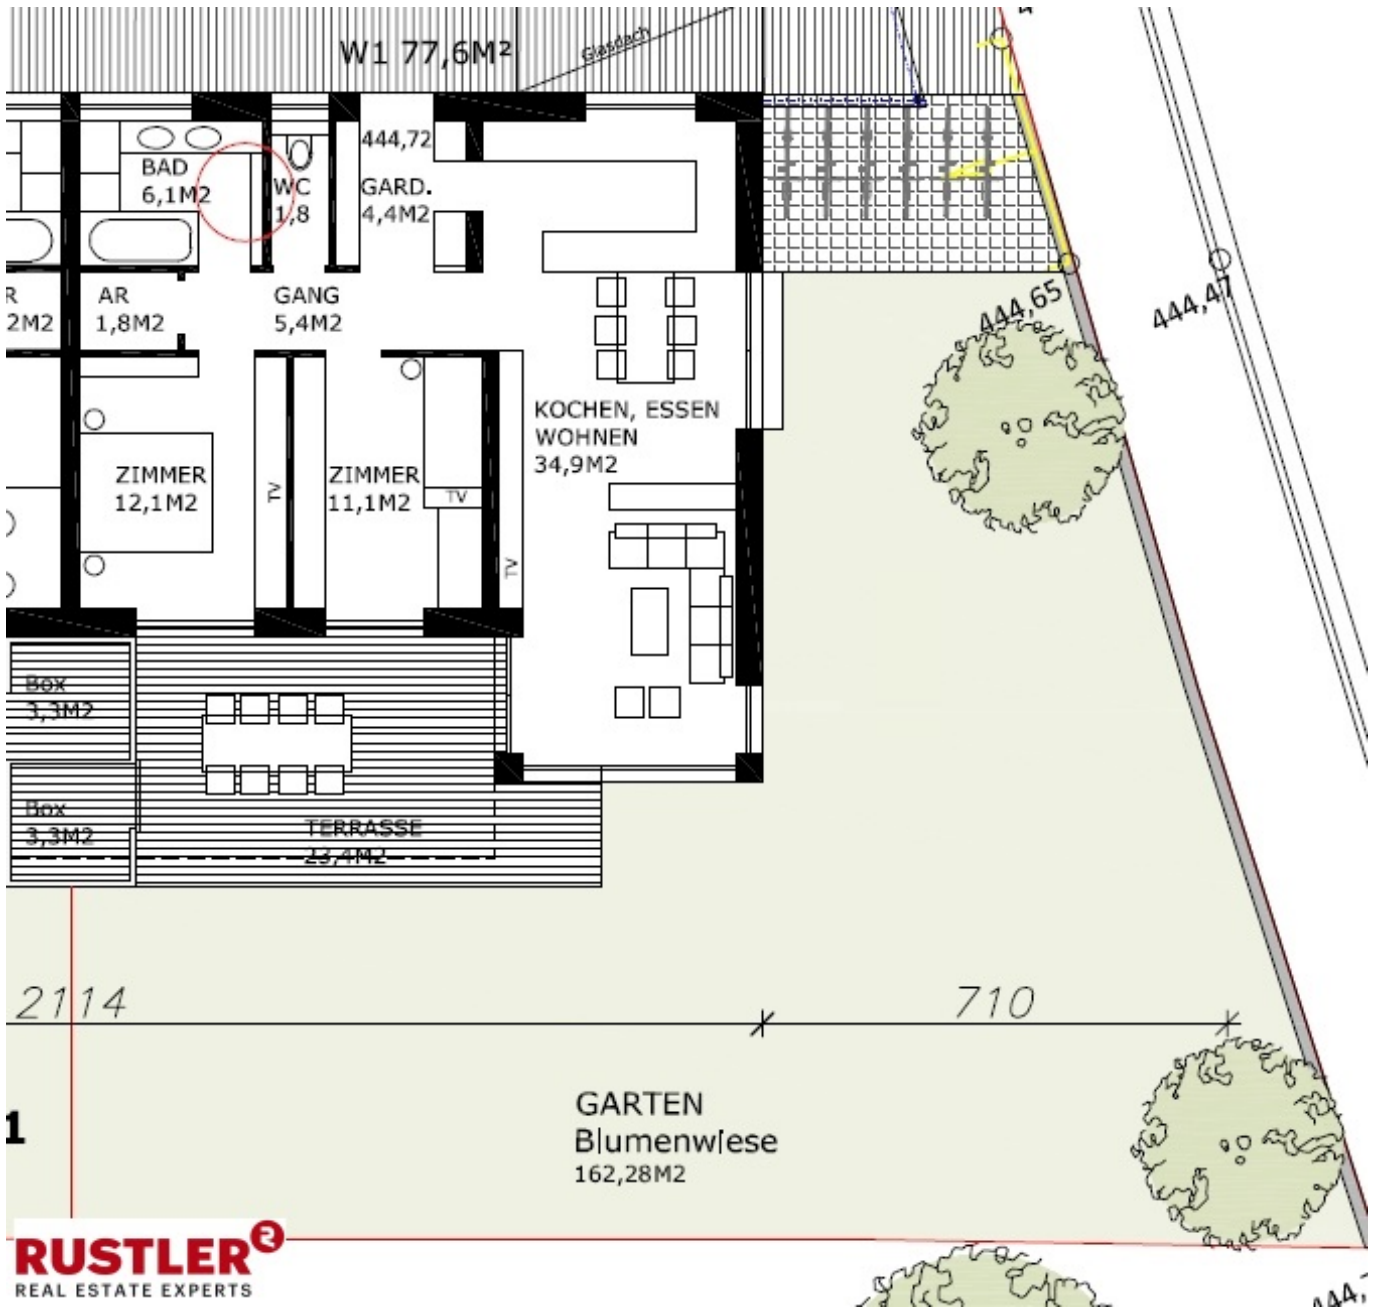 W1 77,6M²
Glasdach
444,72
BAD
6,1M2
WC
1,8
GARD.
4,4M2
R
2M2
AR
1,8M2
GANG
5,4M2
444,65
444,47
KOCHEN, ESSEN
WOHNEN
34,9M2
ZIMMER
12,1M2
TV
ZIMMER
11,1M2
TV
TV
Box
3,3M2
Box
3,3M2
TERRASSE
23,4M2
2114
710
1
GARTEN
Blumenwiese
162,28M2
RUSTLER
REAL ESTATE EXPERTS
444,